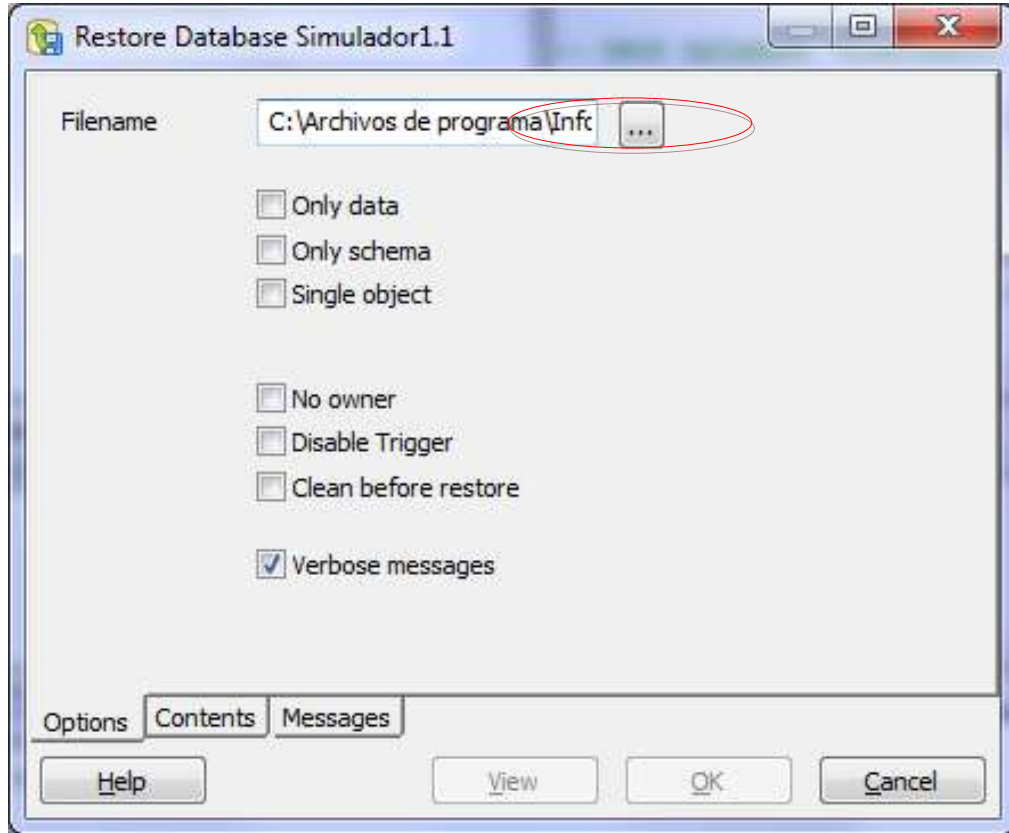 Restore Database Simulador1.1
Filename C:\Archivos de programa\Info ...
Only data
Only schema
Single object
No owner
Disable Trigger
Clean before restore
Verbose messages
Options Contents Messages
Help View OK Cancel